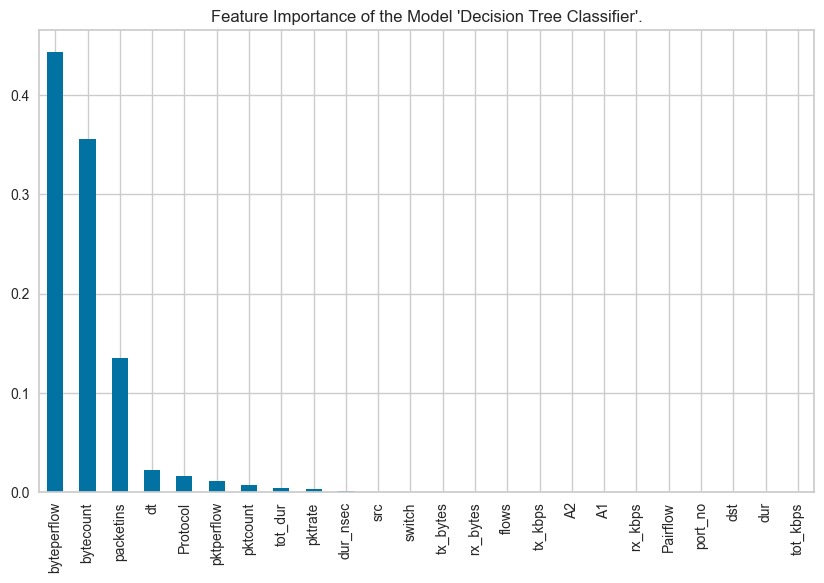 Feature Importance of the Model 'Decision Tree Classifier'.
0.4
0.3
0.2
0.1
0.0
byteperflow
bytecount
packetins
dt
Protocol
pktperflow
pktcount
tot_dur
pktrate
dur_nsec
src
switch
tx_bytes
rx_bytes
flows
tx_kbps
A2
A1
rx_kbps
Pairflow
port_no
dst
dur
tot_kbps